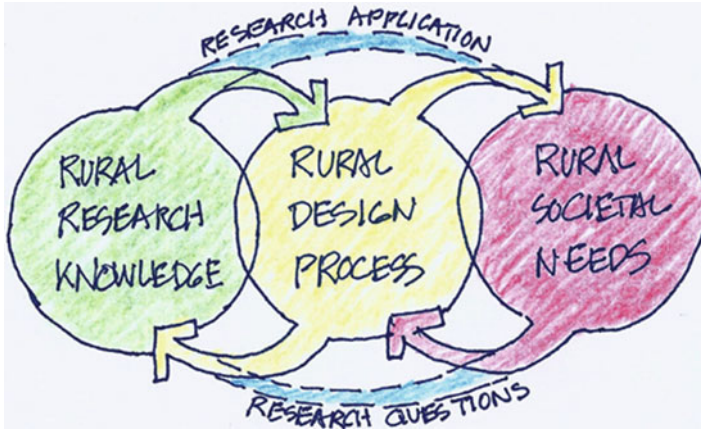 RESEARCH APPLICATION
RURAL
RESEARCH
KNOWLEDGE
RURAL
DESIGN
PROCESS
RURAL
SOCIETAL
NEEDS
RESEARCH QUESTIONS